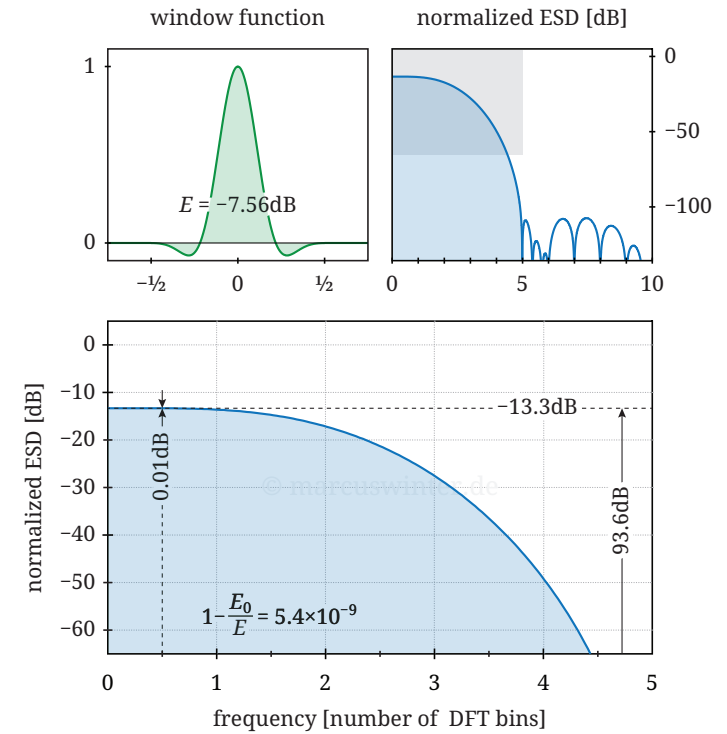 window function
normalized ESD [dB]
1
0
E = −7.56dB
−½ 0 ½
0
−50
−100
0 5 10
normalized ESD [dB]
0
−10
−20
−30
−40
−50
−60
0.01dB
−13.3dB
93.6dB
© marcuswinter.de
1−E₀/E = 5.4×10⁻⁹
0 1 2 3 4 5
frequency [number of DFT bins]